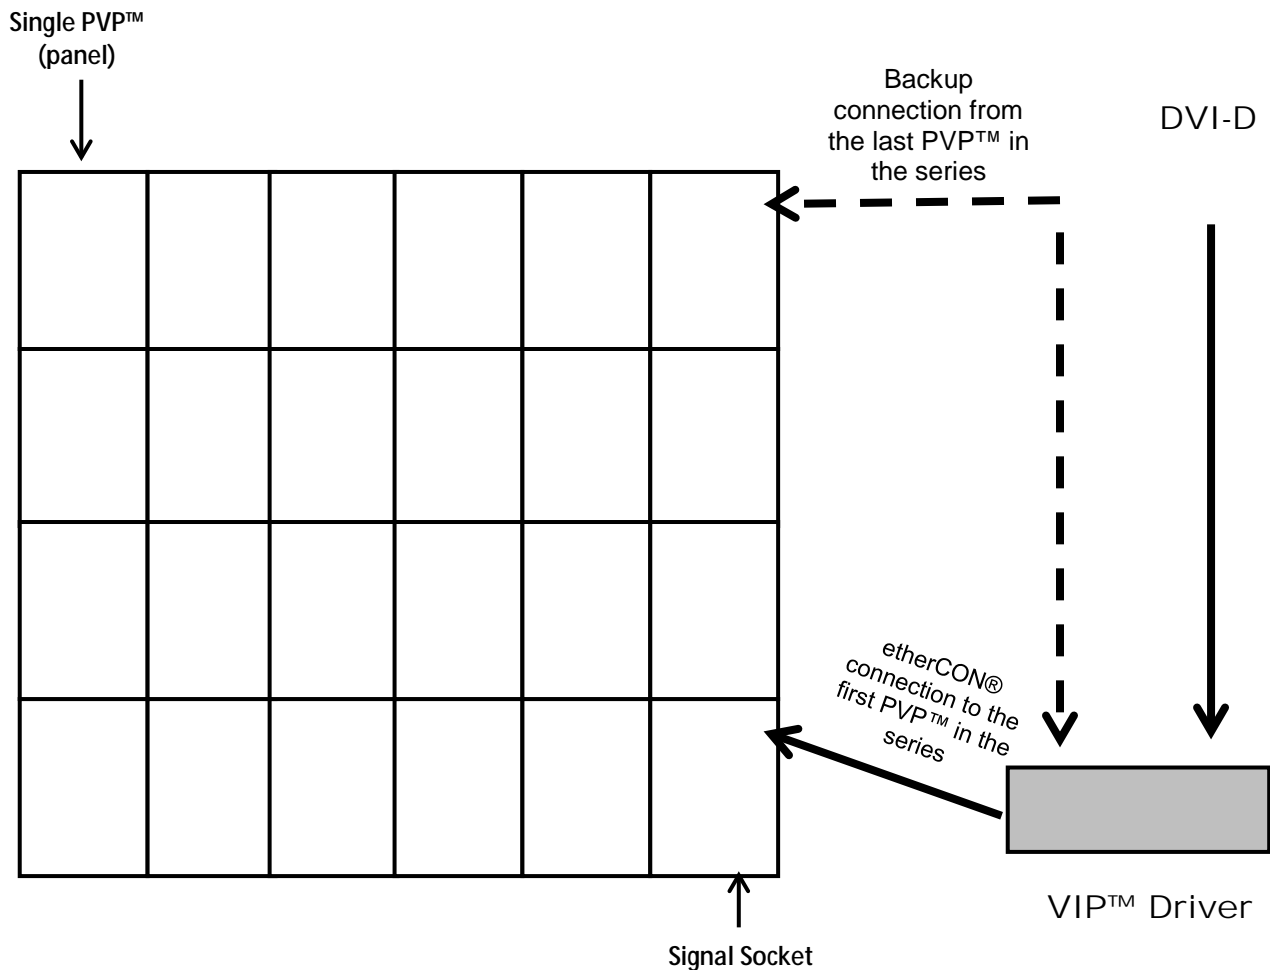 Single PVP™
(panel)
Backup
connection from
the last PVP™ in
the series
DVI-D
etherCON®
connection to the
first PVP™ in the
series
VIP™ Driver
Signal Socket